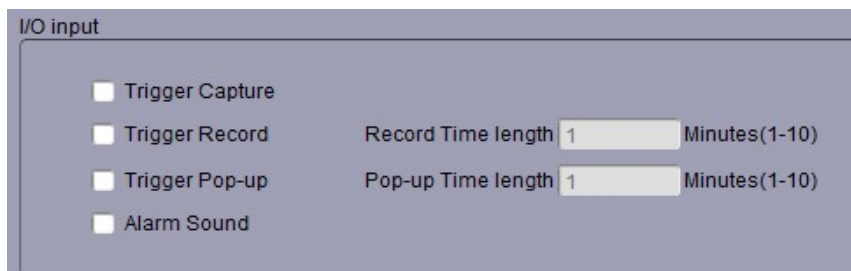 I/O input
Trigger Capture
Trigger Record Record Time length 1 Minutes(1-10)
Trigger Pop-up Pop-up Time length 1 Minutes(1-10)
Alarm Sound